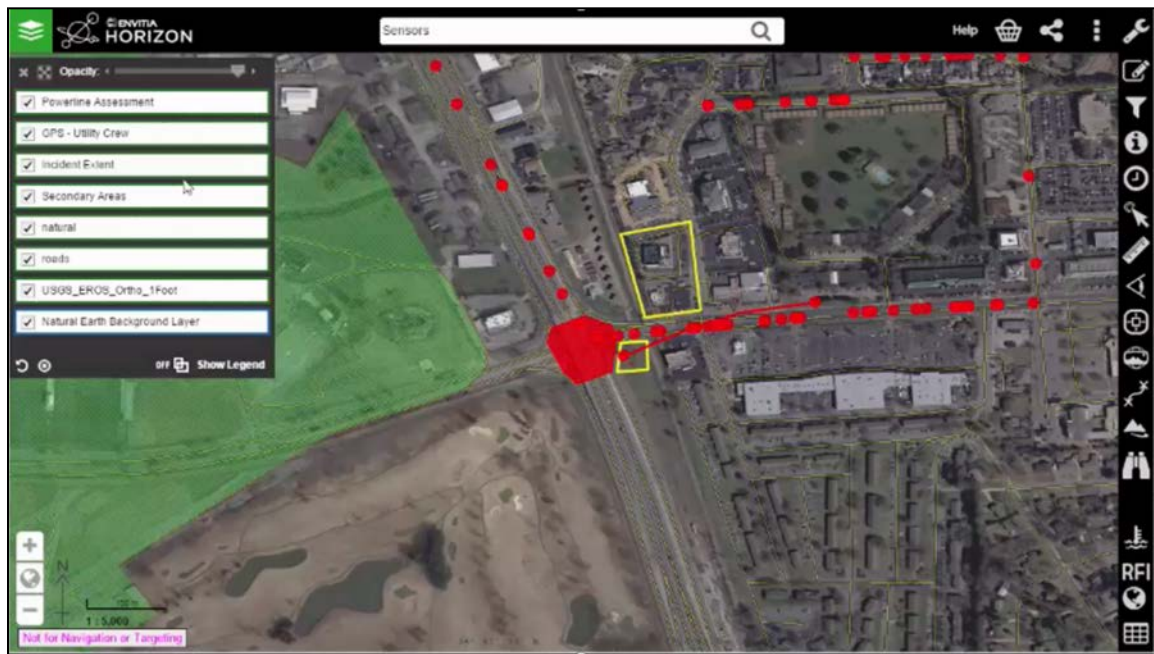 ENVITIA
HORIZON
Sensors
Help
Opacity:
Powerline Assessment
GPS - Utility Crew
Incident Extent
Secondary Areas
natural
roads
USGS_EROS_Ortho_1Foot
Natural Earth Background Layer
OFF
Show Legend
N
1 : 5,000
RFI
Not for Navigation or Targeting